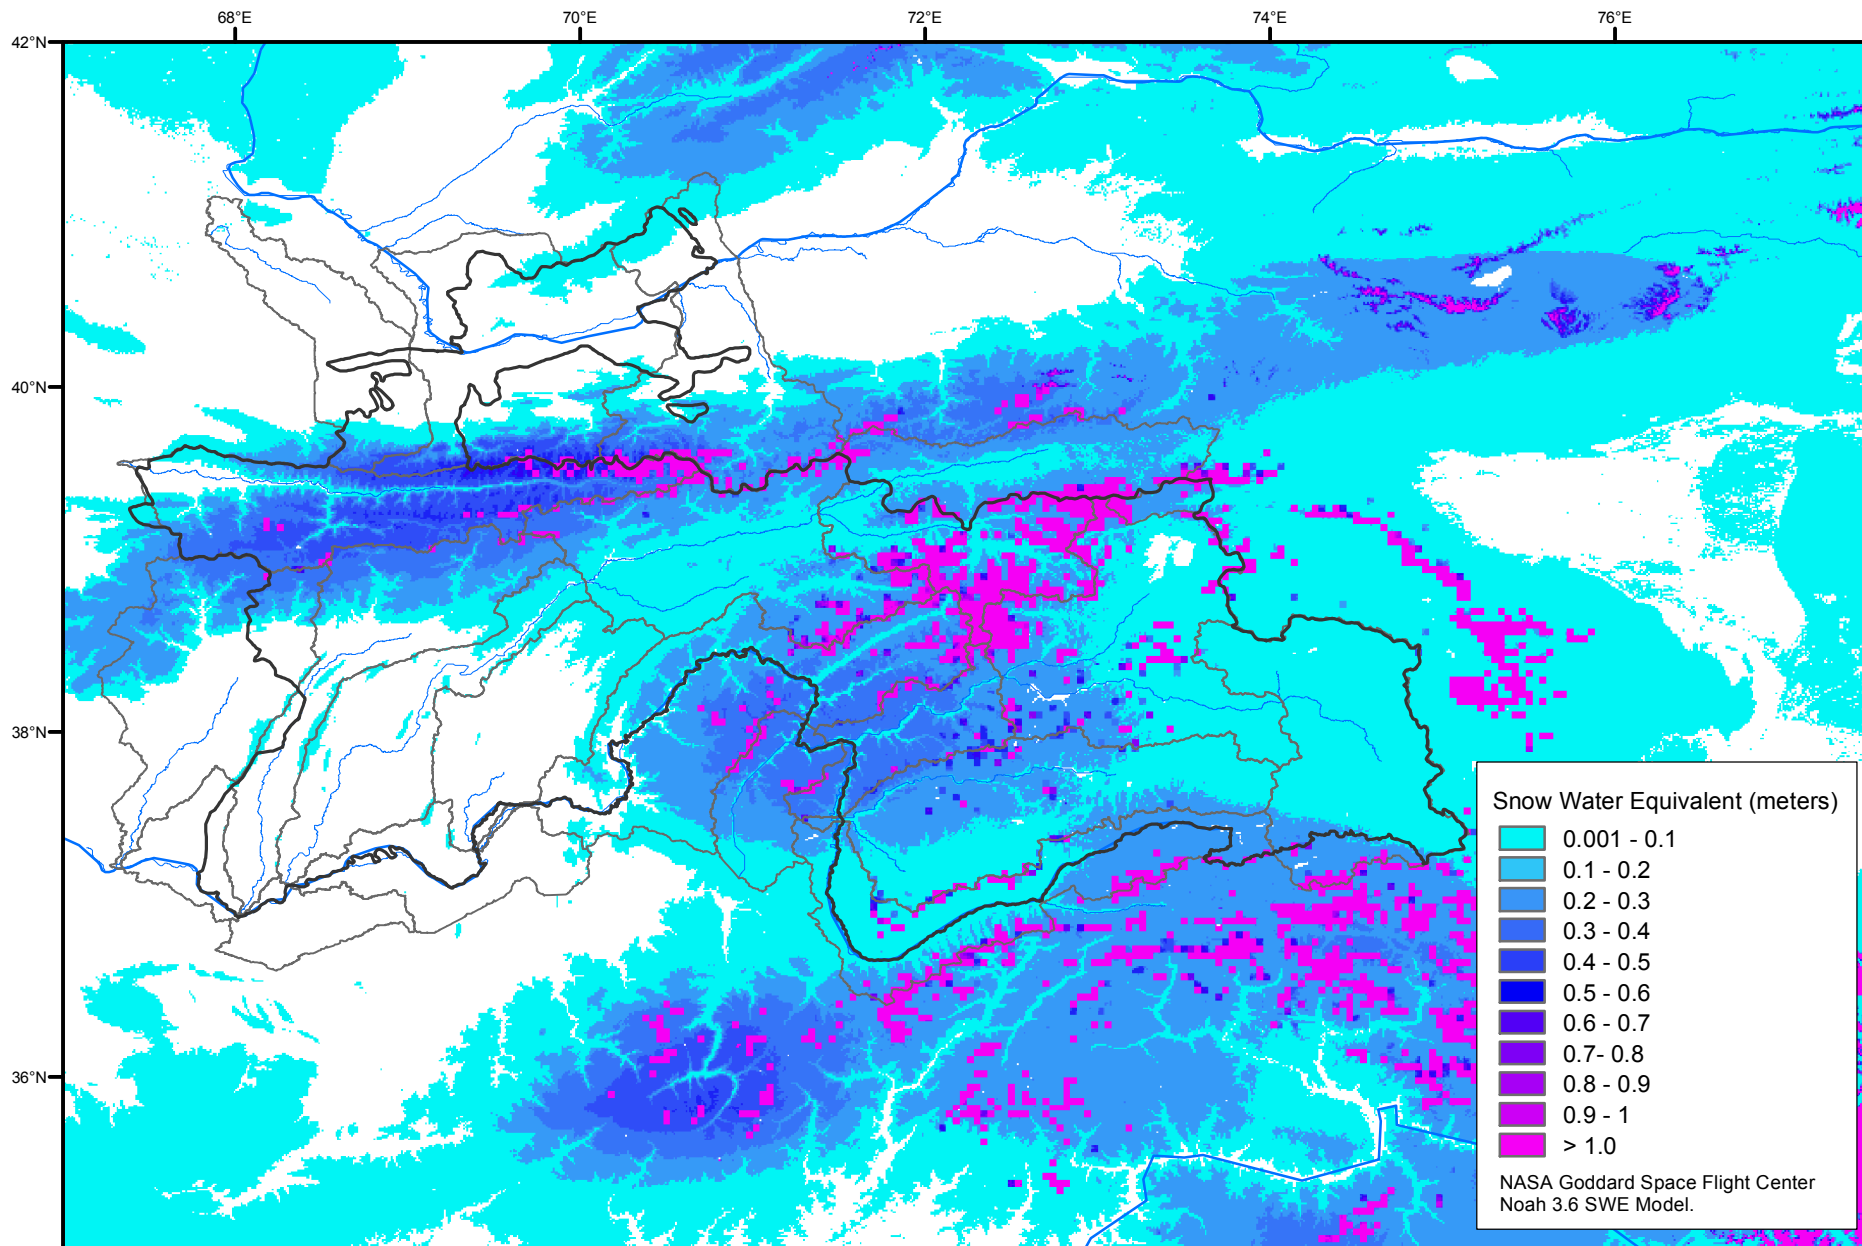 68°E 70°E 72°E 74°E 76°E
42°N
40°N
38°N
36°N
Snow Water Equivalent (meters)
0.001 - 0.1
0.1 - 0.2
0.2 - 0.3
0.3 - 0.4
0.4 - 0.5
0.5 - 0.6
0.6 - 0.7
0.7- 0.8
0.8 - 0.9
0.9 - 1
> 1.0
NASA Goddard Space Flight Center
Noah 3.6 SWE Model.